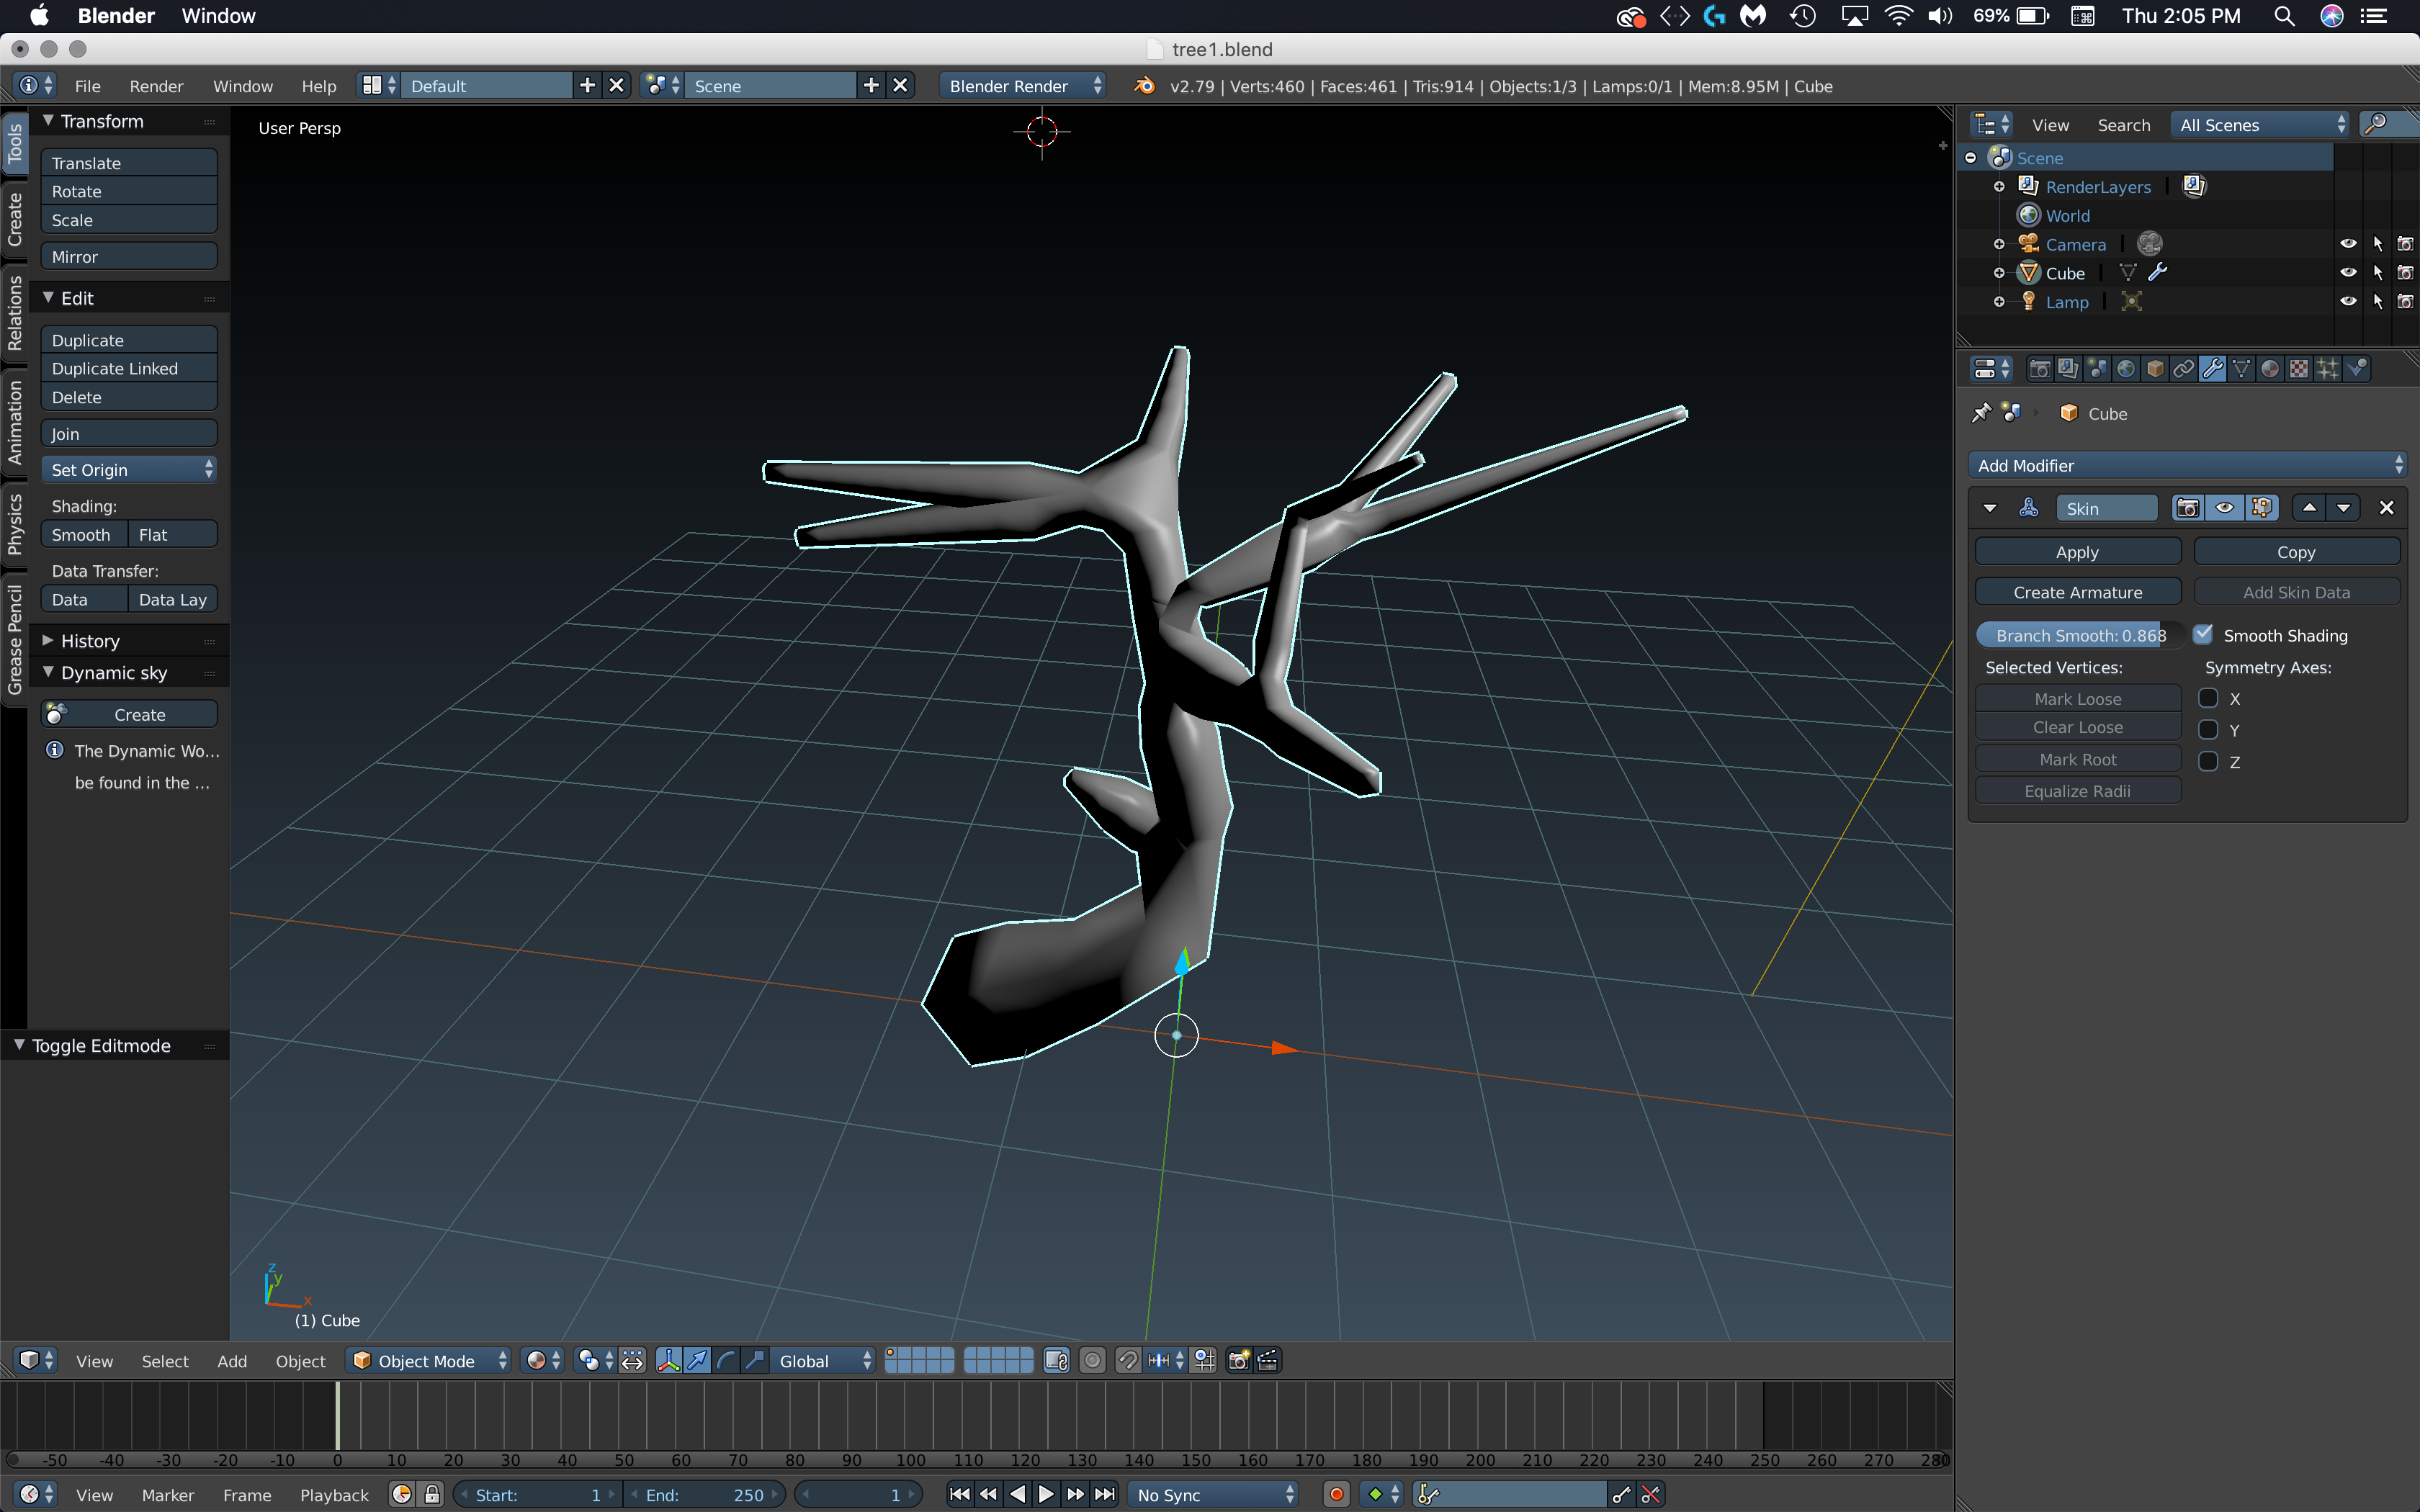 Blender Window 69% Thu 2:05 PM
tree1.blend
File Render Window Help Default Scene Blender Render v2.79 | Verts:460 | Faces:461 | Tris:914 | Objects:1/3 | Lamps:0/1 | Mem:8.95M | Cube
Tools
Create
Relations
Animation
Physics
Grease Pencil
Transform
Translate
Rotate
Scale
Mirror
Edit
Duplicate
Duplicate Linked
Delete
Join
Set Origin
Shading:
Smooth Flat
Data Transfer:
Data Data Lay
History
Dynamic sky
Create
The Dynamic Wo...
be found in the ...
Toggle Editmode
User Persp
z
y
x
(1) Cube
View Search All Scenes
Scene
RenderLayers
World
Camera
Cube
Lamp
Cube
Add Modifier
Skin
Apply Copy
Create Armature Add Skin Data
Branch Smooth: 0.868 Smooth Shading
Selected Vertices: Symmetry Axes:
Mark Loose X
Clear Loose Y
Mark Root Z
Equalize Radii
View Select Add Object Object Mode Global
-50 -40 -30 -20 -10 0 10 20 30 40 50 60 70 80 90 100 110 120 130 140 150 160 170 180 190 200 210 220 230 240 250 260 270 280
View Marker Frame Playback Start: 1 End: 250 1 No Sync